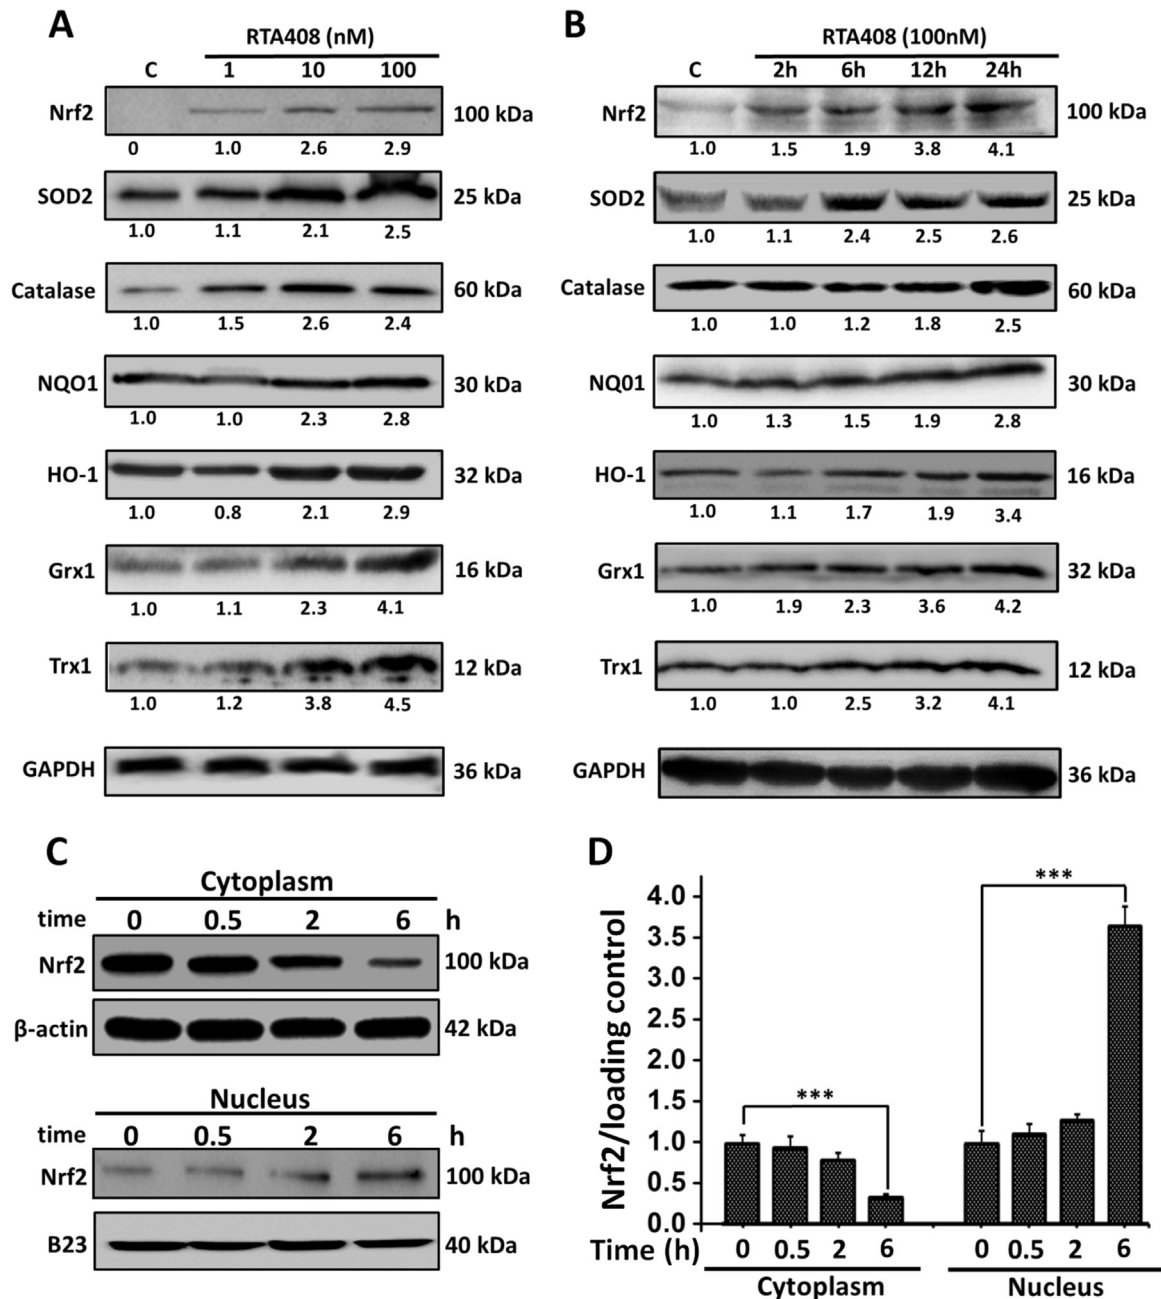 A
RTA408 (nM)
C 1 10 100
Nrf2 100 kDa
0 1.0 2.6 2.9
SOD2 25 kDa
1.0 1.1 2.1 2.5
Catalase 60 kDa
1.0 1.5 2.6 2.4
NQO1 30 kDa
1.0 1.0 2.3 2.8
HO-1 32 kDa
1.0 0.8 2.1 2.9
Grx1 16 kDa
1.0 1.1 2.3 4.1
Trx1 12 kDa
1.0 1.2 3.8 4.5
GAPDH 36 kDa
B
RTA408 (100nM)
C 2h 6h 12h 24h
Nrf2 100 kDa
1.0 1.5 1.9 3.8 4.1
SOD2 25 kDa
1.0 1.1 2.4 2.5 2.6
Catalase 60 kDa
1.0 1.0 1.2 1.8 2.5
NQ01 30 kDa
1.0 1.3 1.5 1.9 2.8
HO-1 16 kDa
1.0 1.1 1.7 1.9 3.4
Grx1 32 kDa
1.0 1.9 2.3 3.6 4.2
Trx1 12 kDa
1.0 1.0 2.5 3.2 4.1
GAPDH 36 kDa
C
Cytoplasm
time 0 0.5 2 6 h
Nrf2 100 kDa
β-actin 42 kDa
Nucleus
time 0 0.5 2 6 h
Nrf2 100 kDa
B23 40 kDa
D
Nrf2/loading control
4.0
3.5
3.0
2.5
2.0
1.5
1.0
0.5
0.0
***
***
Time (h) 0 0.5 2 6 0 0.5 2 6
Cytoplasm Nucleus